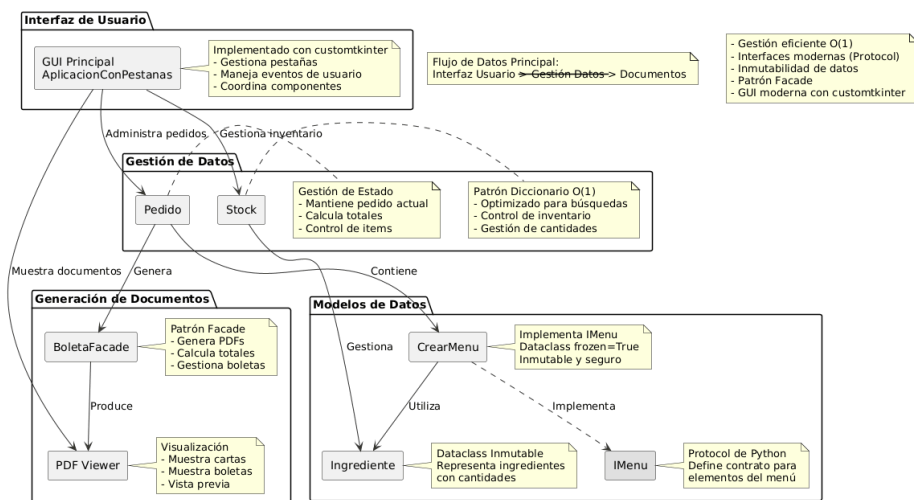 Interfaz de Usuario
GUI Principal
AplicacionConPestanas
Implementado con customtkinter
- Gestiona pestañas
- Maneja eventos de usuario
- Coordina componentes
Flujo de Datos Principal:
Interfaz Usuario > Gestión Datos > Documentos
- Gestión eficiente O(1)
- Interfaces modernas (Protocol)
- Inmutabilidad de datos
- Patrón Facade
- GUI moderna con customtkinter
Administra pedidos
Gestiona inventario
Gestión de Datos
Pedido
Stock
Gestión de Estado
- Mantiene pedido actual
- Calcula totales
- Control de items
Patrón Diccionario O(1)
- Optimizado para búsquedas
- Control de inventario
- Gestión de cantidades
Muestra documentos
Genera
Contiene
Generación de Documentos
BoletaFacade
Patrón Facade
- Genera PDFs
- Calcula totales
- Gestiona boletas
Produce
PDF Viewer
Visualización
- Muestra cartas
- Muestra boletas
- Vista previa
Modelos de Datos
Gestiona
CrearMenu
Implementa IMenu
Dataclass frozen=True
Inmutable y seguro
Utiliza
Implementa
Ingrediente
Dataclass Inmutable
Representa ingredientes
con cantidades
IMenu
Protocol de Python
Define contrato para
elementos del menú